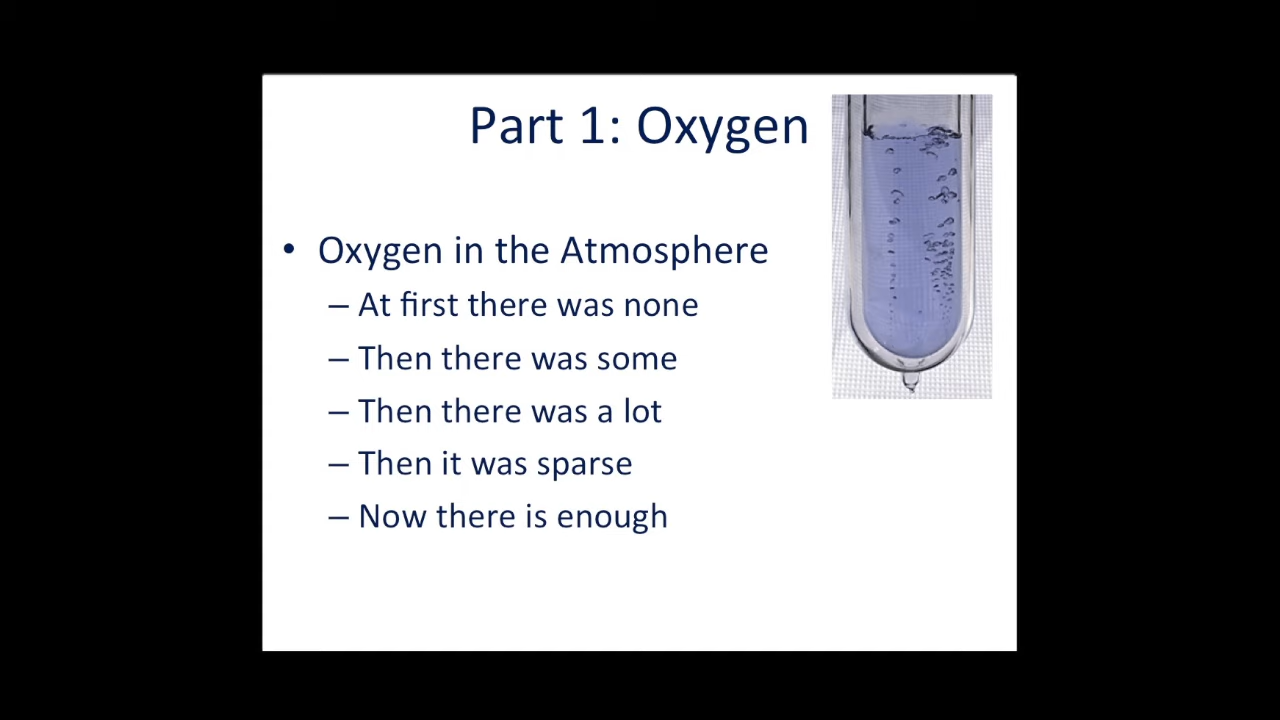 Part 1: Oxygen
• Oxygen in the Atmosphere
– At first there was none
– Then there was some
– Then there was a lot
– Then it was sparse
– Now there is enough